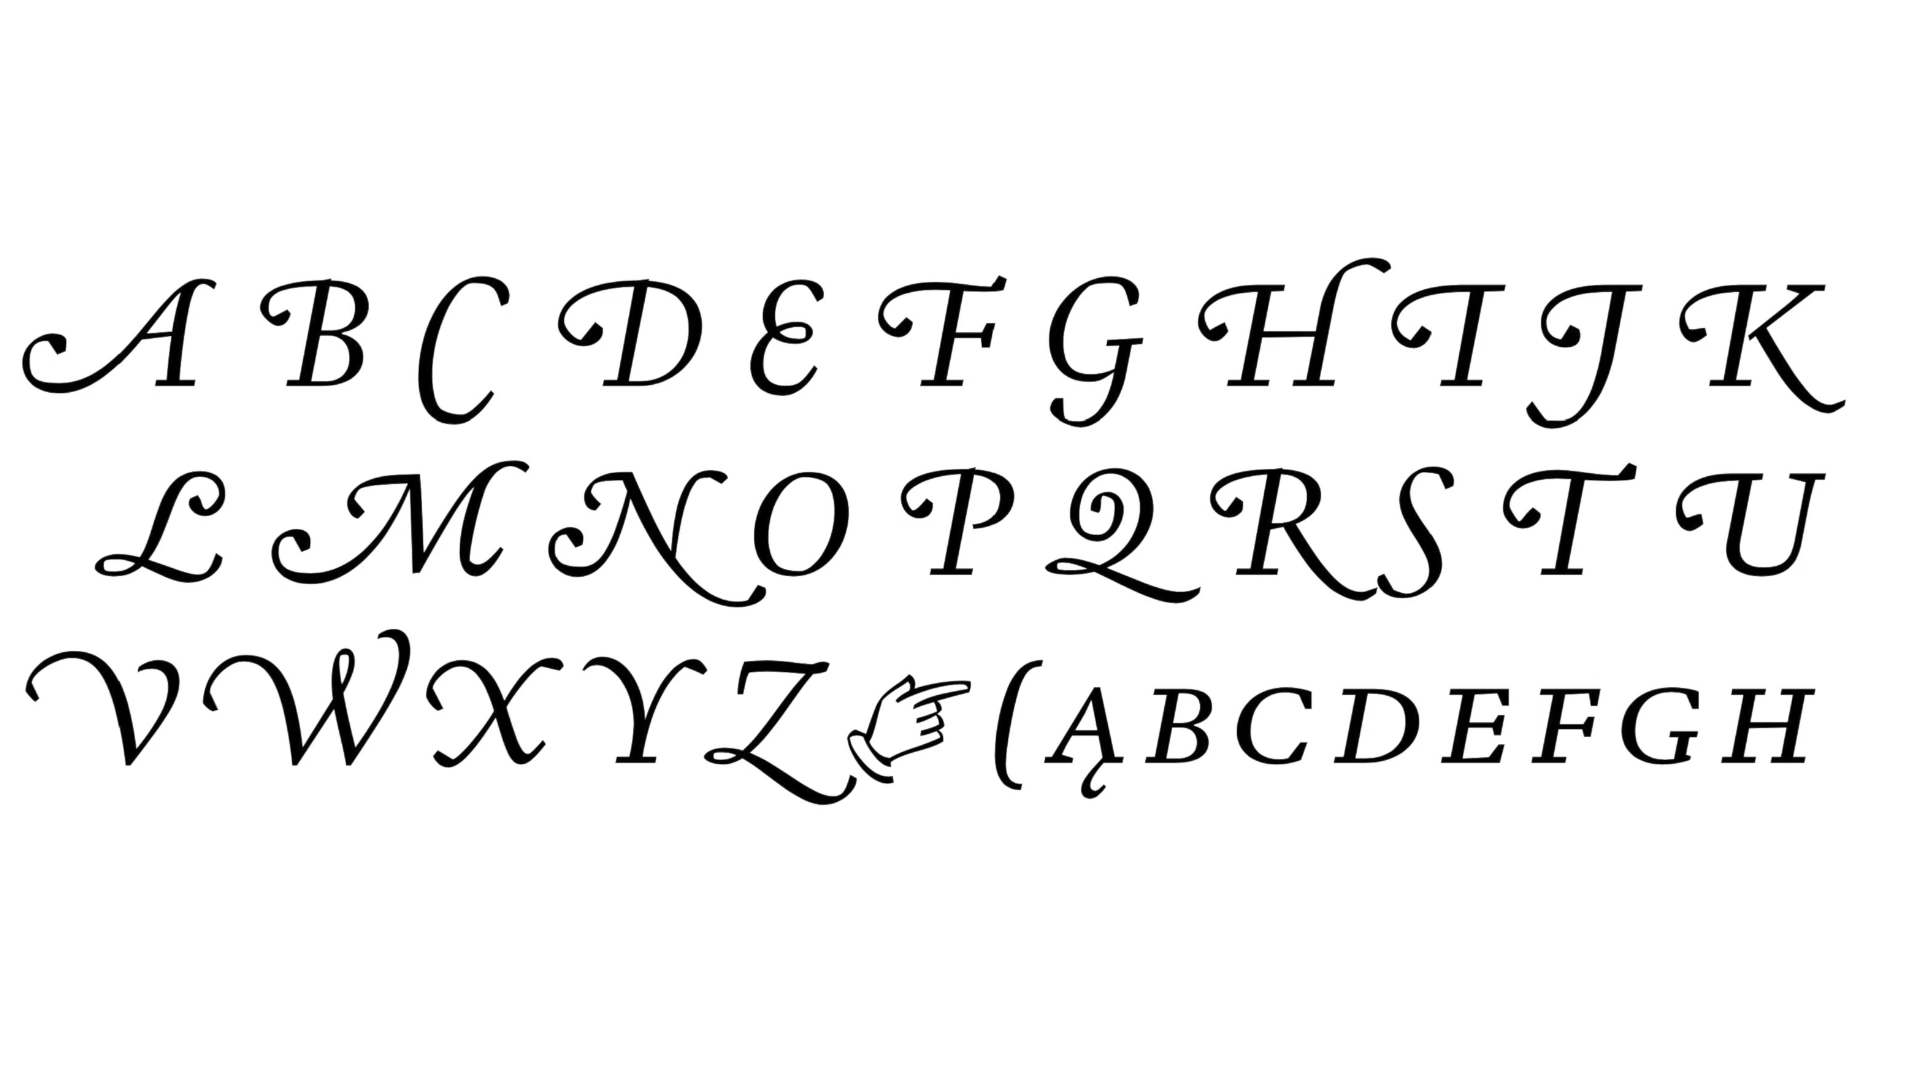 A B C D E F G H I J K
L M N O P Q R S T U
V W X Y Z ☞ ( Ą B C D E F G H